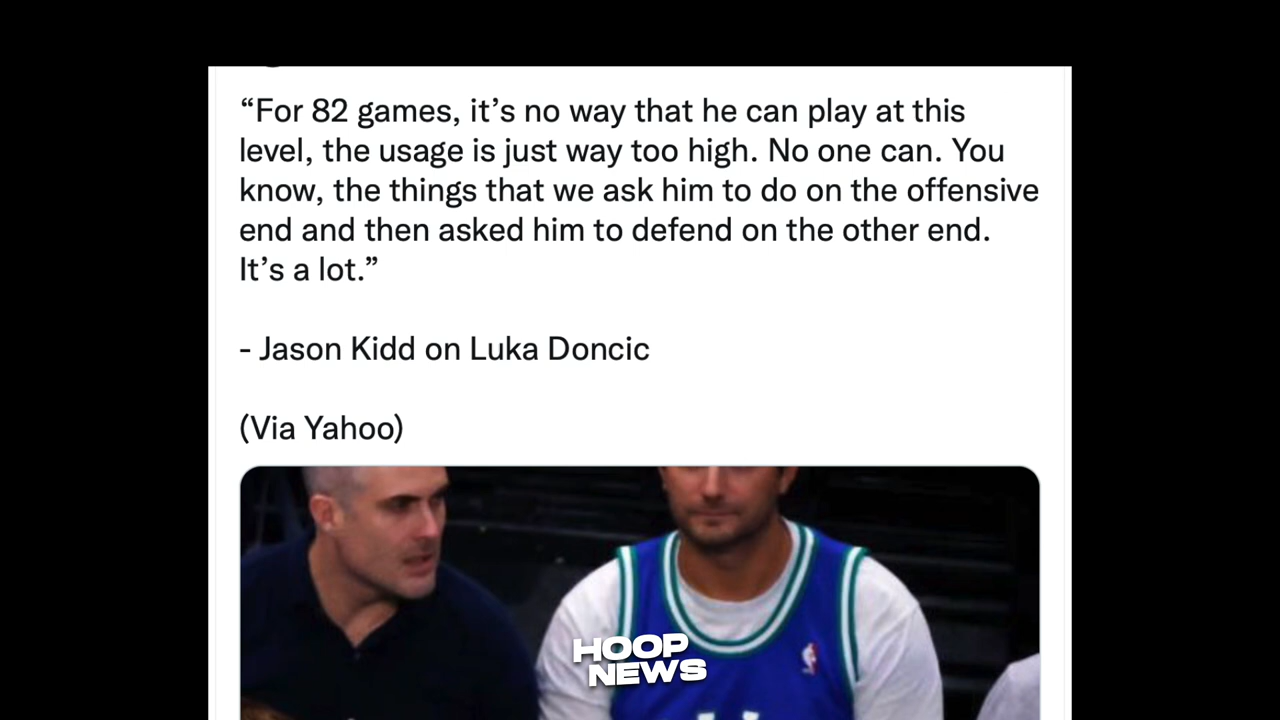 “For 82 games, it’s no way that he can play at this
level, the usage is just way too high. No one can. You
know, the things that we ask him to do on the offensive
end and then asked him to defend on the other end.
It’s a lot.”
- Jason Kidd on Luka Doncic
(Via Yahoo)
HOOP
NEWS